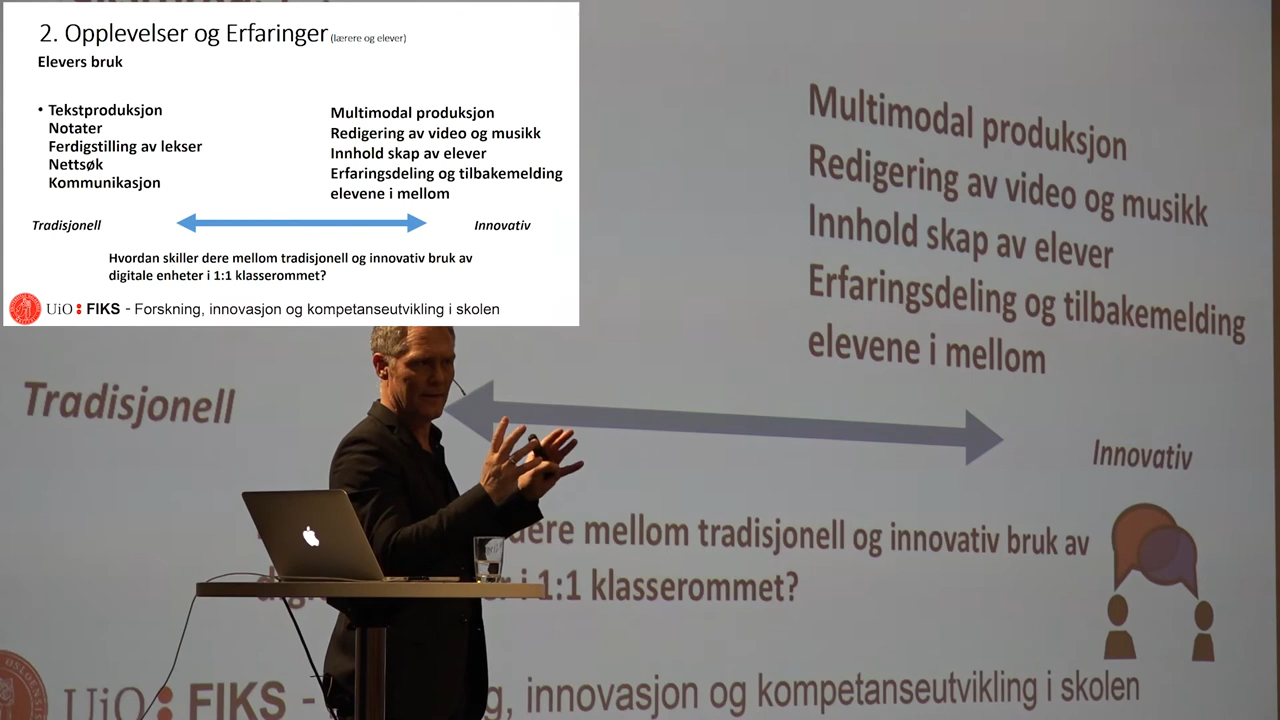 2. Opplevelser og Erfaringer (lærere og elever)
Elevers bruk
• Tekstproduksjon
Notater
Ferdigstilling av lekser
Nettsøk
Kommunikasjon
Multimodal produksjon
Redigering av video og musikk
Innhold skap av elever
Erfaringsdeling og tilbakemelding
elevene i mellom
Tradisjonell
Innovativ
Hvordan skiller dere mellom tradisjonell og innovativ bruk av
digitale enheter i 1:1 klasserommet?
UiO : FIKS - Forskning, innovasjon og kompetanseutvikling i skolen
Multimodal produksjon
Redigering av video og musikk
Innhold skap av elever
Erfaringsdeling og tilbakemelding
elevene i mellom
Tradisjonell
Innovativ
dere mellom tradisjonell og innovativ bruk av
i 1:1 klasserommet?
UiO : FIKS - innovasjon og kompetanseutvikling i skolen